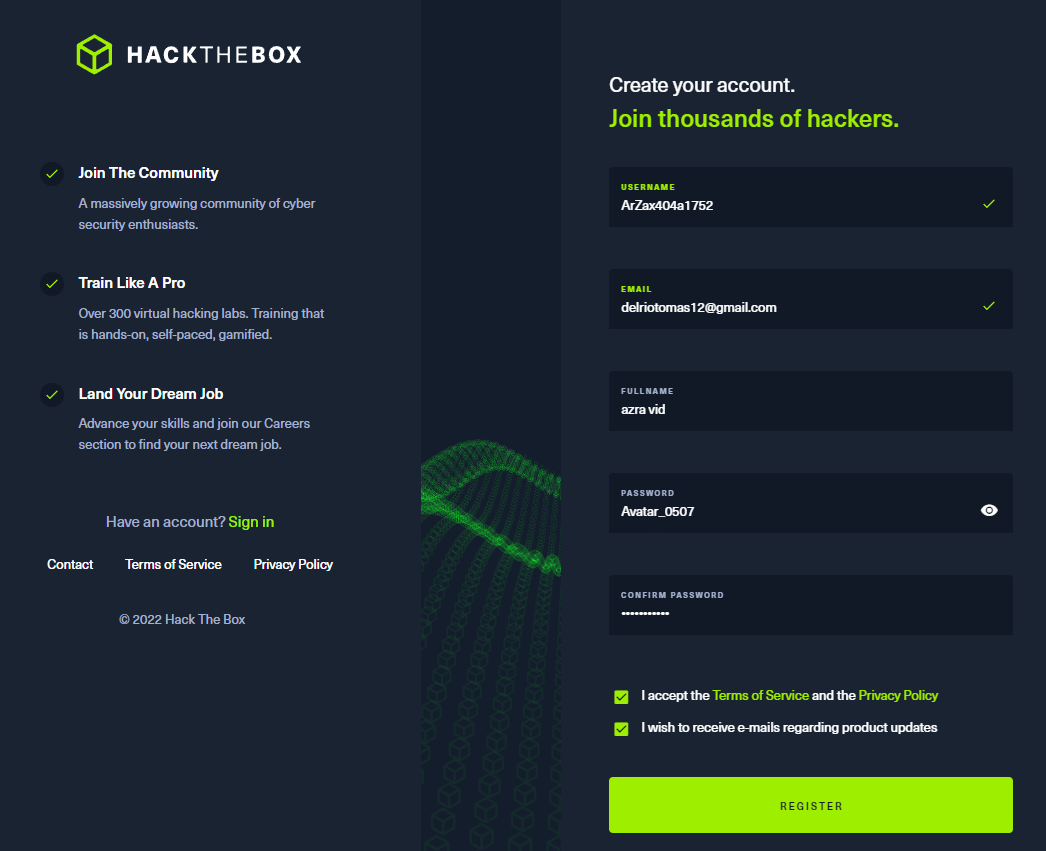 HACKTHEBOX
Join The Community
A massively growing community of cyber
security enthusiasts.
Train Like A Pro
Over 300 virtual hacking labs. Training that
is hands-on, self-paced, gamified.
Land Your Dream Job
Advance your skills and join our Careers
section to find your next dream job.
Have an account? Sign in
Contact Terms of Service Privacy Policy
© 2022 Hack The Box
Create your account.
Join thousands of hackers.
USERNAME
ArZax404a1752
EMAIL
delriotomas12@gmail.com
FULLNAME
azra vid
PASSWORD
Avatar_0507
CONFIRM PASSWORD
•••••••••••
I accept the Terms of Service and the Privacy Policy
I wish to receive e-mails regarding product updates
REGISTER